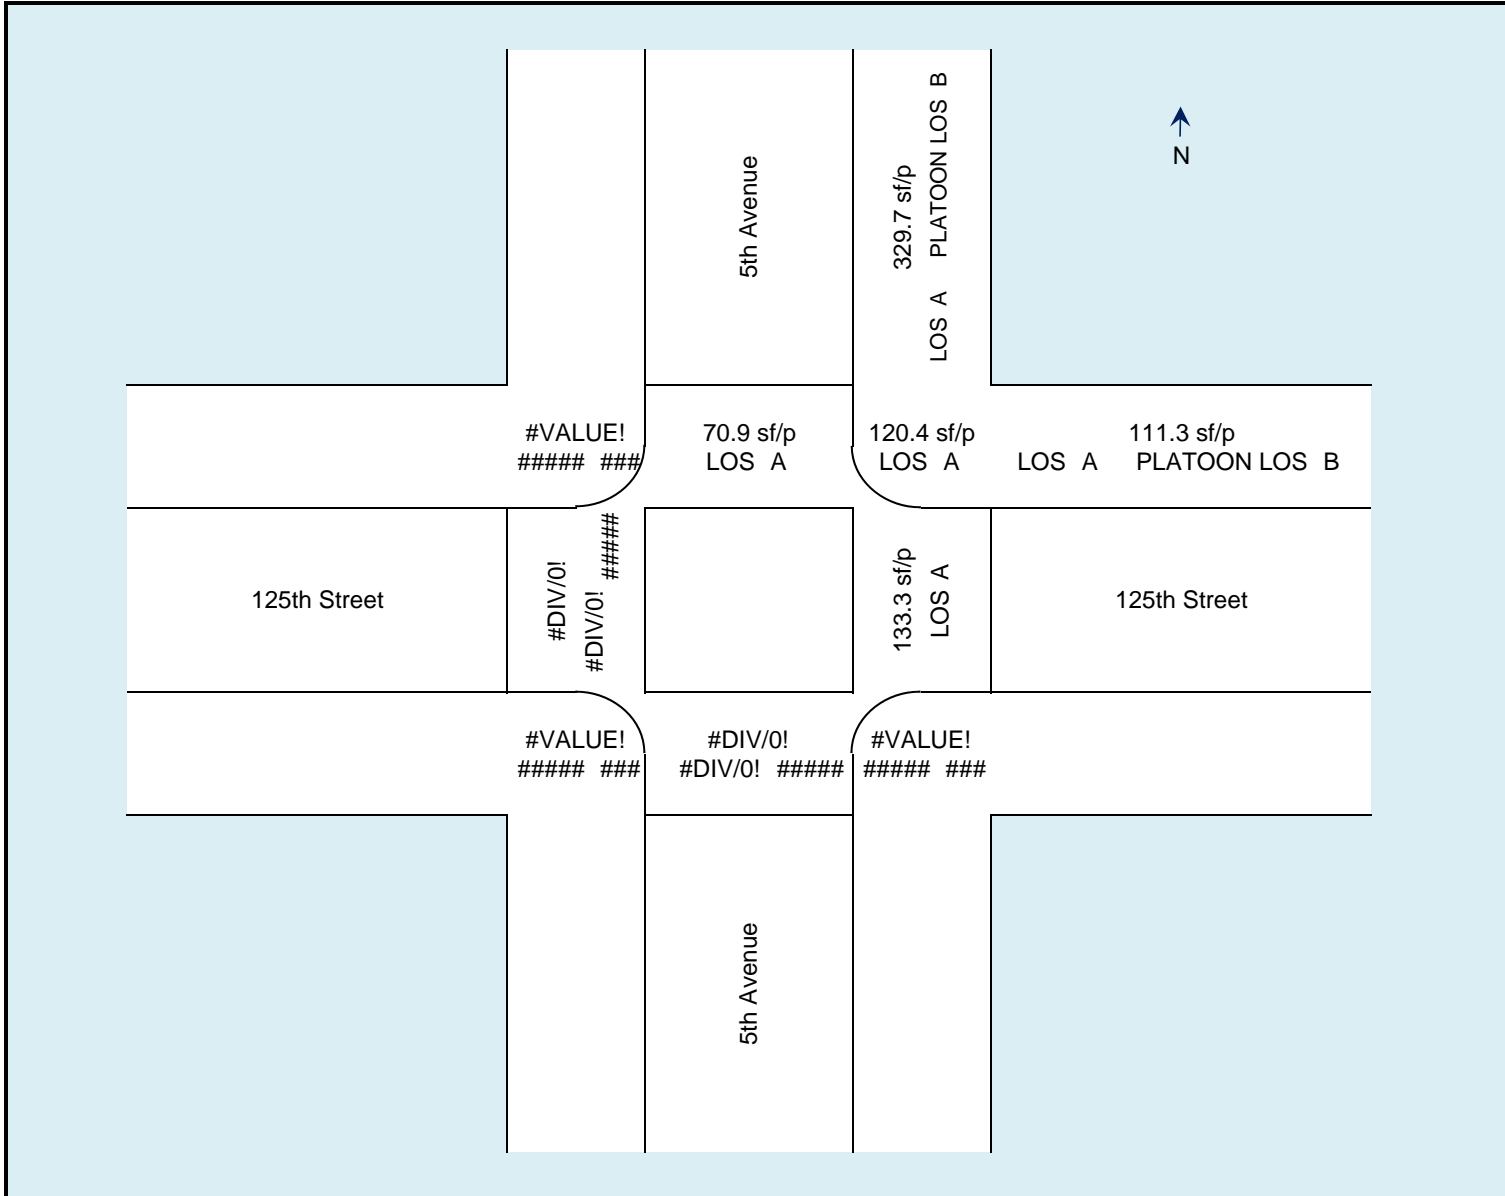 5th Avenue
329.7 sf/p
LOS A PLATOON LOS B
N
#VALUE!
##### ###
70.9 sf/p
LOS A
120.4 sf/p
LOS A
111.3 sf/p
LOS A PLATOON LOS B
125th Street
#DIV/0!
#DIV/0! #####
133.3 sf/p
LOS A
125th Street
#VALUE!
##### ###
#DIV/0!
#DIV/0! #####
#VALUE!
##### ###
5th Avenue